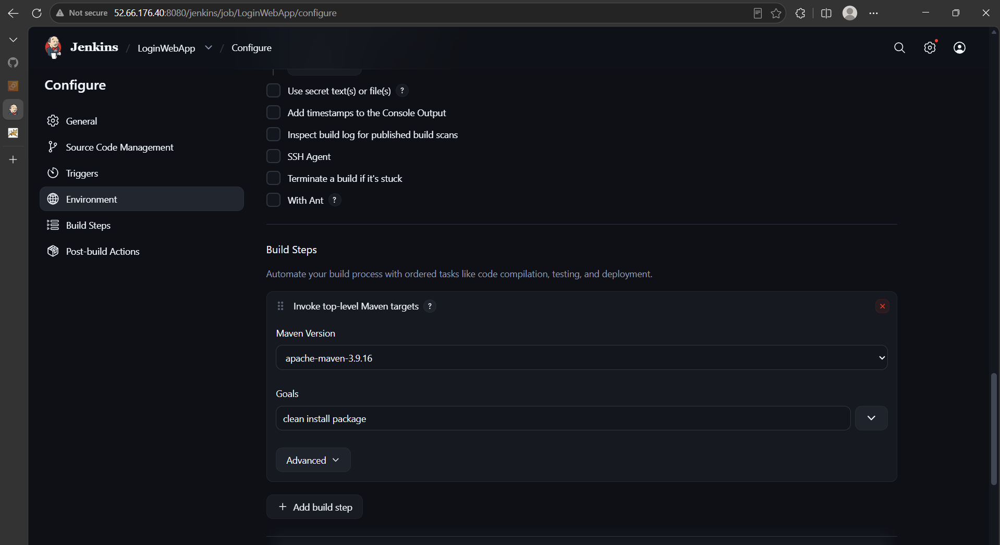 Not secure 52.66.176.40:8080/jenkins/job/LoginWebApp/configure
Jenkins / LoginWebApp / Configure
Configure
General
Source Code Management
Triggers
Environment
Build Steps
Post-build Actions
Use secret text(s) or file(s) ?
Add timestamps to the Console Output
Inspect build log for published build scans
SSH Agent
Terminate a build if it's stuck
With Ant ?
Build Steps
Automate your build process with ordered tasks like code compilation, testing, and deployment.
Invoke top-level Maven targets ?
Maven Version
apache-maven-3.9.16
Goals
clean install package
Advanced
+ Add build step